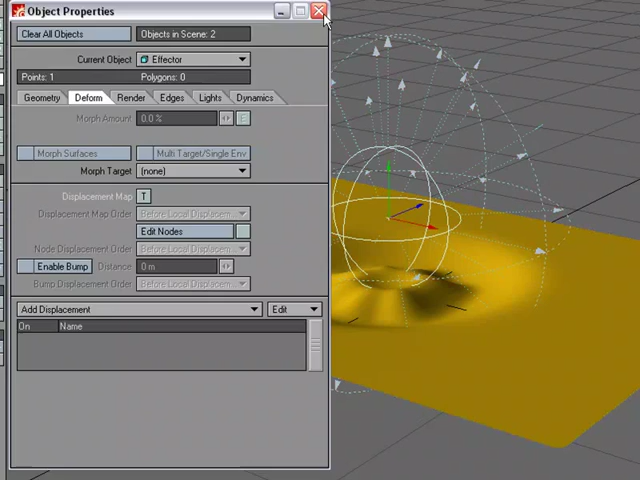 Object Properties
Clear All Objects
Objects in Scene: 2
Current Object
Effector
Points: 1
Polygons: 0
Geometry
Deform
Render
Edges
Lights
Dynamics
Morph Amount
0.0 %
E
Morph Surfaces
Multi Target/Single Env
Morph Target
(none)
Displacement Map
T
Displacement Map Order
Before Local Displacem...
Edit Nodes
Node Displacement Order
Before Local Displacem...
Enable Bump
Distance
0 m
Bump Displacement Order
Before Local Displacem...
Add Displacement
Edit
On
Name